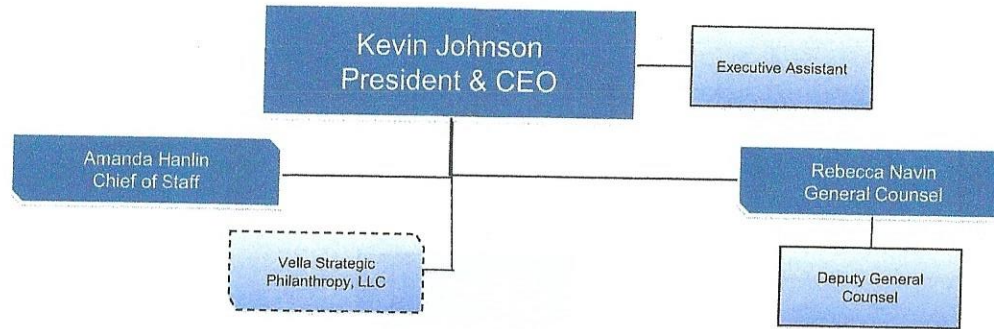 Kevin Johnson
President & CEO
Executive Assistant
Amanda Hanlin
Chief of Staff
Rebecca Navin
General Counsel
Vella Strategic
Philanthropy, LLC
Deputy General
Counsel